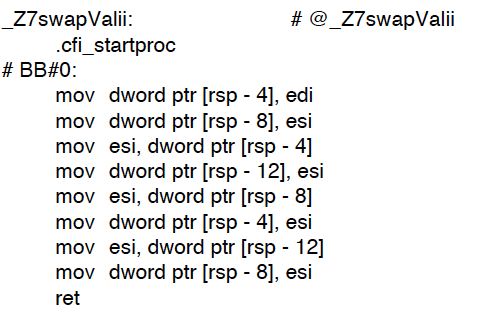 _Z7swapValii: # @_Z7swapValii
.cfi_startproc
# BB#0:
mov dword ptr [rsp - 4], edi
mov dword ptr [rsp - 8], esi
mov esi, dword ptr [rsp - 4]
mov dword ptr [rsp - 12], esi
mov esi, dword ptr [rsp - 8]
mov dword ptr [rsp - 4], esi
mov esi, dword ptr [rsp - 12]
mov dword ptr [rsp - 8], esi
ret